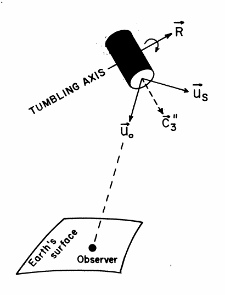 R
TUMBLING AXIS
u_s
C_3"
u_o
Earth's
surface
Observer